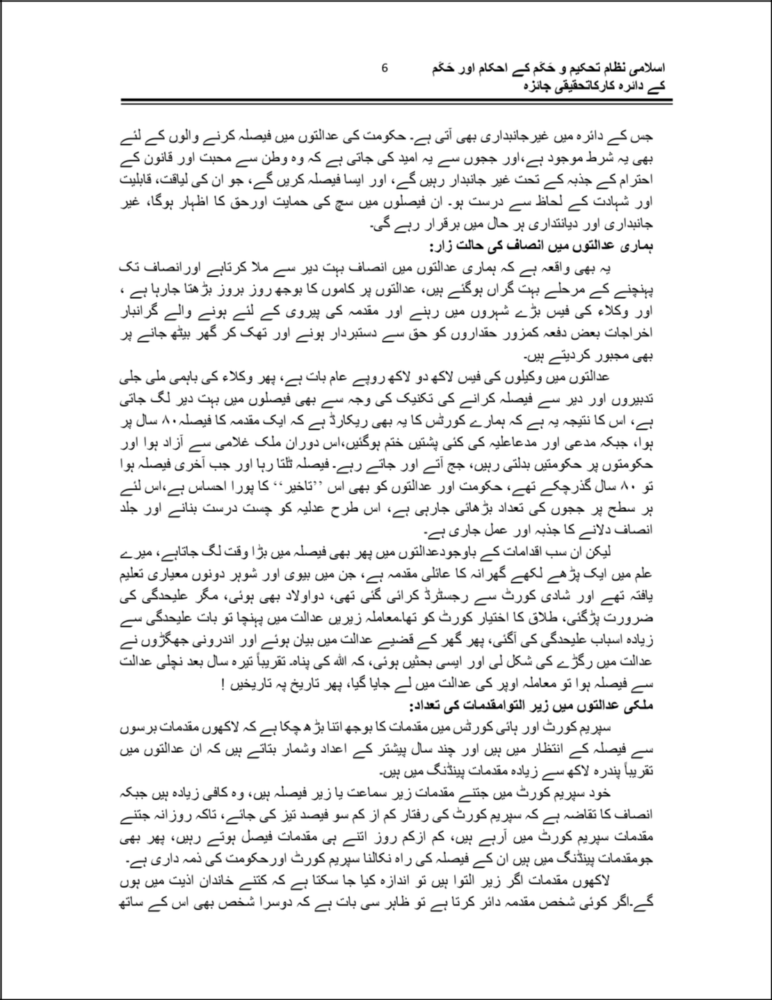 اسلامی نظام تحکیم و حَکَم کے احکام اور حَکَم 6
کے دائرہ کارکاتحقیقی جائزہ
جس کے دائرہ میں غیرجانبداری بھی آتی ہے۔ حکومت کی عدالتوں میں فیصلہ کرنے والوں کے لئے
بھی یہ شرط موجود ہے،اور ججوں سے یہ امید کی جاتی ہے کہ وہ وطن سے محبت اور قانون کے
احترام کے جذبہ کے تحت غیر جانبدار رہیں گے، اور ایسا فیصلہ کریں گے، جو ان کی لیاقت، قابلیت
اور شہادت کے لحاظ سے درست ہو۔ ان فیصلوں میں سچ کی حمایت اورحق کا اظہار ہوگا، غیر
جانبداری اور دیانتداری ہر حال میں برقرار رہے گی۔
ہماری عدالتوں میں انصاف کی حالت زار:
یہ بھی واقعہ ہے کہ ہماری عدالتوں میں انصاف بہت دیر سے ملا کرتاہے اورانصاف تک
پہنچنے کے مرحلے بہت گراں ہوگئے ہیں، عدالتوں پر کاموں کا بوجھ روز بروز بڑھتا جارہا ہے ،
اور وکلاء کی فیس بڑے شہروں میں رہنے اور مقدمہ کی پیروی کے لئے ہونے والے گرانبار
اخراجات بعض دفعہ کمزور حقداروں کو حق سے دستبردار ہونے اور تھک کر گھر بیٹھ جانے پر
بھی مجبور کردیتے ہیں۔
عدالتوں میں وکیلوں کی فیس لاکھ دو لاکھ روپے عام بات ہے، پھر وکلاء کی باہمی ملی جلی
تدبیروں اور دیر سے فیصلہ کرانے کی تکنیک کی وجہ سے بھی فیصلوں میں بہت دیر لگ جاتی
ہے، اس کا نتیجہ یہ ہے کہ ہمارے کورٹس کا یہ بھی ریکارڈ ہے کہ ایک مقدمہ کا فیصلہ۸۰ سال پر
ہوا، جبکہ مدعی اور مدعاعلیہ کی کئی پشتیں ختم ہوگئیں،اس دوران ملک غلامی سے آزاد ہوا اور
حکومتوں پر حکومتیں بدلتی رہیں، جج آتے اور جاتے رہے۔ فیصلہ ٹلتا رہا اور جب آخری فیصلہ ہوا
تو ۸۰ سال گذرچکے تھے، حکومت اور عدالتوں کو بھی اس ’’تاخیر‘‘ کا پورا احساس ہے،اس لئے
ہر سطح پر ججوں کی تعداد بڑھائی جارہی ہے، اس طرح عدلیہ کو چست درست بنانے اور جلد
انصاف دلانے کا جذبہ اور عمل جاری ہے۔
لیکن ان سب اقدامات کے باوجودعدالتوں میں پھر بھی فیصلہ میں بڑا وقت لگ جاتاہے، میرے
علم میں ایک پڑھے لکھے گھرانہ کا عائلی مقدمہ ہے، جن میں بیوی اور شوہر دونوں معیاری تعلیم
یافتہ تھے اور شادی کورٹ سے رجسٹرڈ کرائی گئی تھی، دواولاد بھی ہوئی، مگر علیحدگی کی
ضرورت پڑگئی، طلاق کا اختیار کورٹ کو تھا۔معاملہ زیریں عدالت میں پہنچا تو بات علیحدگی سے
زیادہ اسباب علیحدگی کی آگئی، پھر گھر کے قضیے عدالت میں بیان ہوئے اور اندرونی جھگڑوں نے
عدالت میں رگڑے کی شکل لی اور ایسی بحثیں ہوئی، کہ اللہ کی پناہ۔ تقریباً تیرہ سال بعد نچلی عدالت
سے فیصلہ ہوا تو معاملہ اوپر کی عدالت میں لے جایا گیا، پھر تاریخ پہ تاریخیں !
ملکی عدالتوں میں زیر التوامقدمات کی تعداد:
سپریم کورٹ اور ہائی کورٹس میں مقدمات کا بوجھ اتنا بڑھ چکا ہے کہ لاکھوں مقدمات برسوں
سے فیصلہ کے انتظار میں ہیں اور چند سال پیشتر کے اعداد وشمار بتاتے ہیں کہ ان عدالتوں میں
تقریباً پندرہ لاکھ سے زیادہ مقدمات پینڈنگ میں ہیں۔
خود سپریم کورٹ میں جتنے مقدمات زیر سماعت یا زیر فیصلہ ہیں، وہ کافی زیادہ ہیں جبکہ
انصاف کا تقاضہ ہے کہ سپریم کورٹ کی رفتار کم از کم سو فیصد تیز کی جائے، تاکہ روزانہ جتنے
مقدمات سپریم کورٹ میں آرہے ہیں، کم ازکم روز اتنے ہی مقدمات فیصل ہوتے رہیں، پھر بھی
جومقدمات پینڈنگ میں ہیں ان کے فیصلہ کی راہ نکالنا سپریم کورٹ اورحکومت کی ذمہ داری ہے۔
لاکھوں مقدمات اگر زیر التوا ہیں تو اندازہ کیا جا سکتا ہے کہ کتنے خاندان اذیت میں ہوں
گے۔اگر کوئی شخص مقدمہ دائر کرتا ہے تو ظاہر سی بات ہے کہ دوسرا شخص بھی اس کے ساتھ